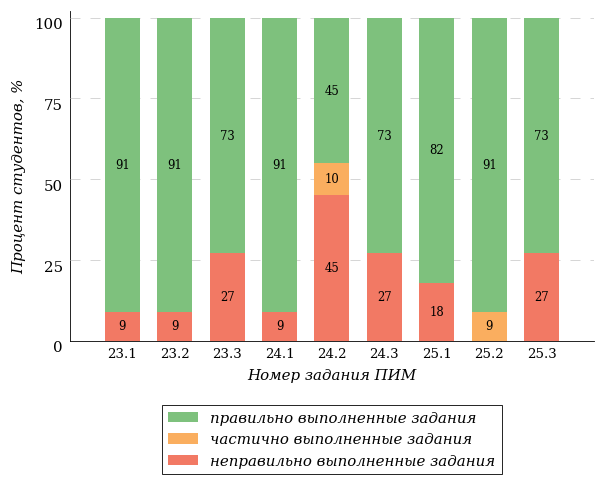 100
75
50
25
0
Процент студентов, %
91 91 73 91 45 73 82 91 73
10
9 9 27 9 45 27 18 9 27
23.1 23.2 23.3 24.1 24.2 24.3 25.1 25.2 25.3
Номер задания ПИМ
правильно выполненные задания
частично выполненные задания
неправильно выполненные задания